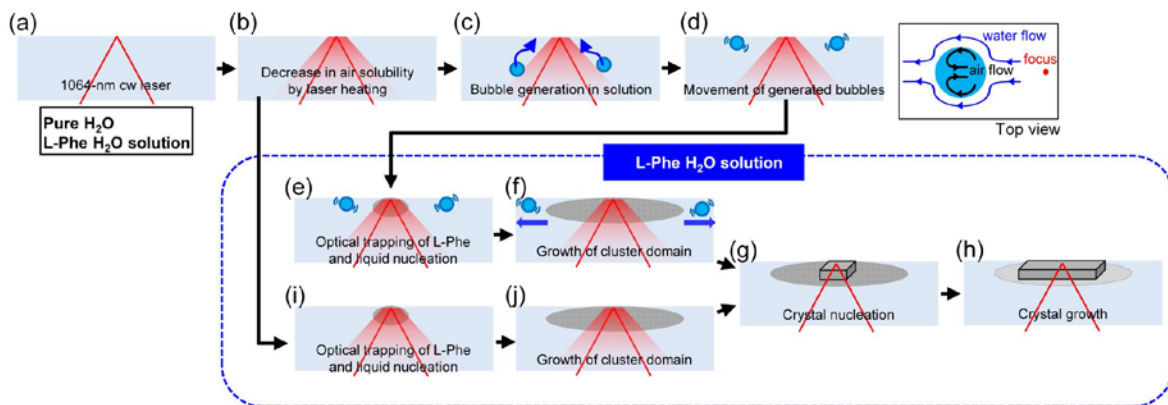 (a)
1064-nm cw laser
Pure H₂O
L-Phe H₂O solution
(b)
Decrease in air solubility
by laser heating
(c)
Bubble generation in solution
(d)
Movement of generated bubbles
water flow
focus
air flow
Top view
L-Phe H₂O solution
(e)
Optical trapping of L-Phe
and liquid nucleation
(f)
Growth of cluster domain
(g)
Crystal nucleation
(h)
Crystal growth
(i)
Optical trapping of L-Phe
and liquid nucleation
(j)
Growth of cluster domain